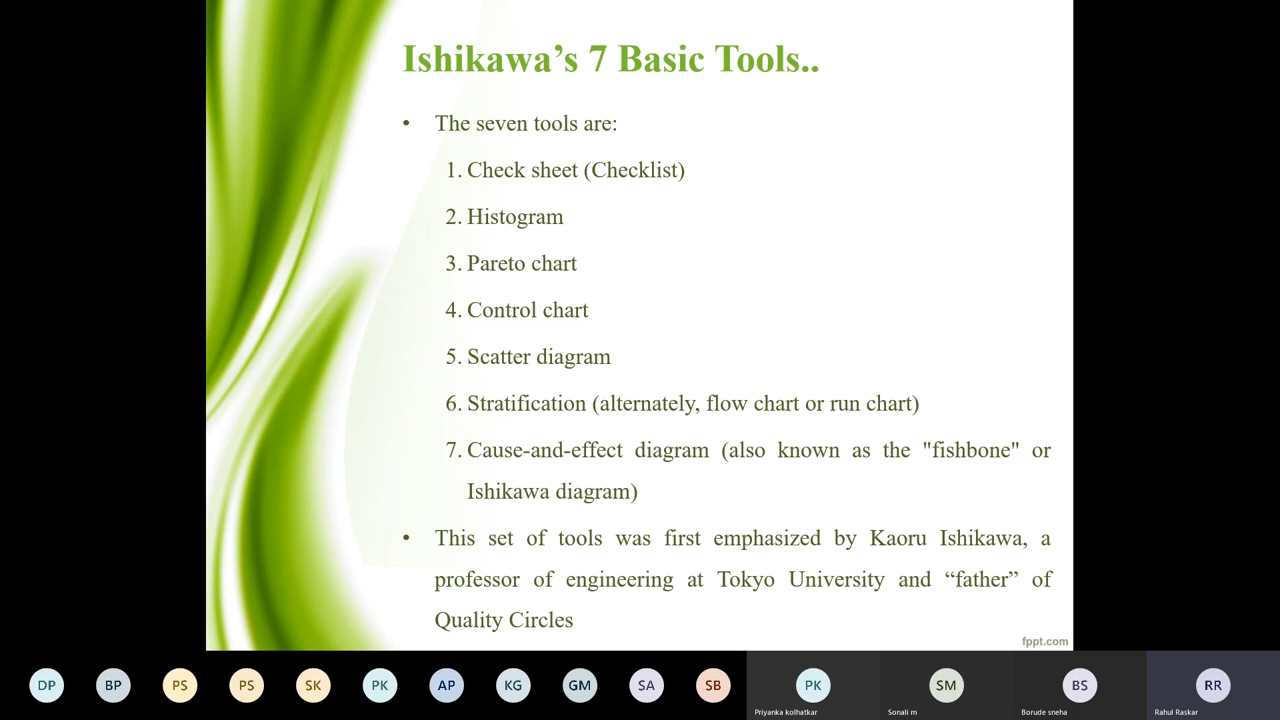 Ishikawa’s 7 Basic Tools..
• The seven tools are:
1. Check sheet (Checklist)
2. Histogram
3. Pareto chart
4. Control chart
5. Scatter diagram
6. Stratification (alternately, flow chart or run chart)
7. Cause-and-effect diagram (also known as the "fishbone" or
Ishikawa diagram)
• This set of tools was first emphasized by Kaoru Ishikawa, a
professor of engineering at Tokyo University and “father” of
Quality Circles
fppt.com
DP BP PS PS SK PK AP KG GM SA SB PK SM BS RR
Priyanka kolhatkar Sonali m Borude sneha Rahul Raskar